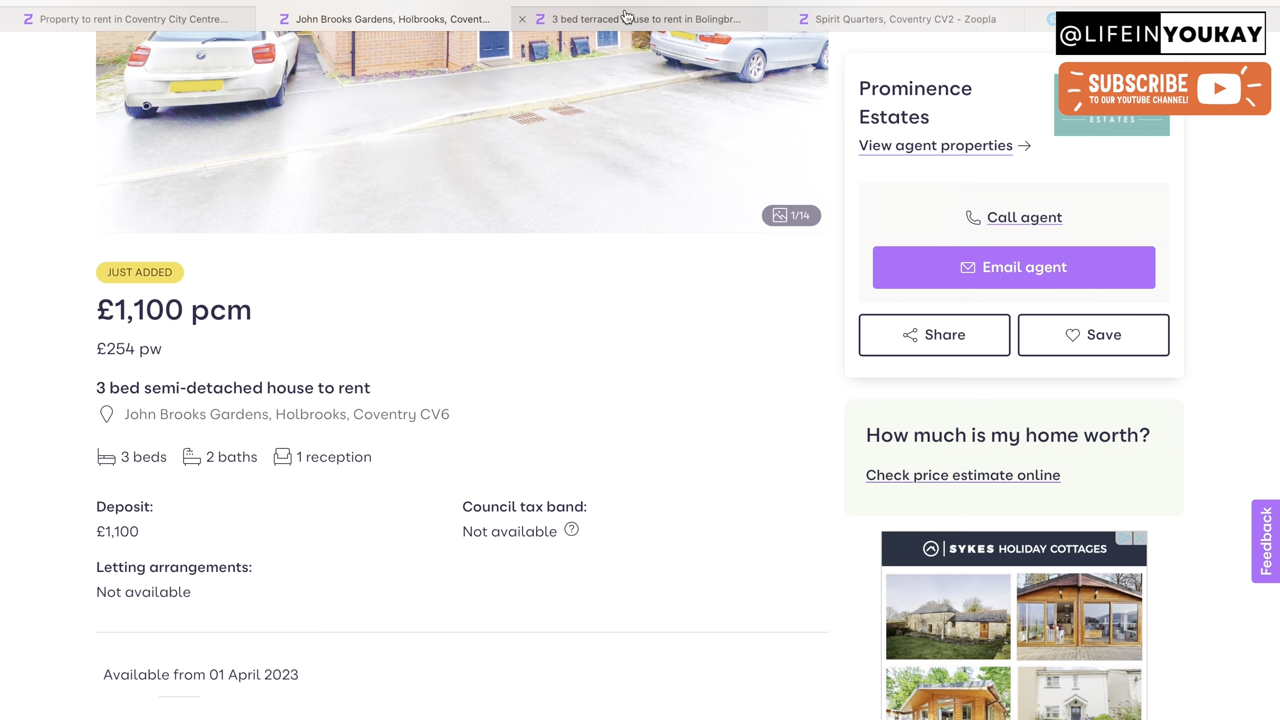 Property to rent in Coventry City Centre...
John Brooks Gardens, Holbrooks, Covent...
3 bed terraced house to rent in Bolingbr...
Spirit Quarters, Coventry CV2 - Zoopla
@LIFEINYOUKAY
SUBSCRIBE
TO OUR YOUTUBE CHANNEL!
Prominence
Estates
ESTATES
View agent properties →
1/14
Call agent
Email agent
Share
Save
JUST ADDED
£1,100 pcm
£254 pw
3 bed semi-detached house to rent
John Brooks Gardens, Holbrooks, Coventry CV6
3 beds 2 baths 1 reception
Deposit:
£1,100
Council tax band:
Not available ?
Letting arrangements:
Not available
Available from 01 April 2023
How much is my home worth?
Check price estimate online
SYKES HOLIDAY COTTAGES
Feedback